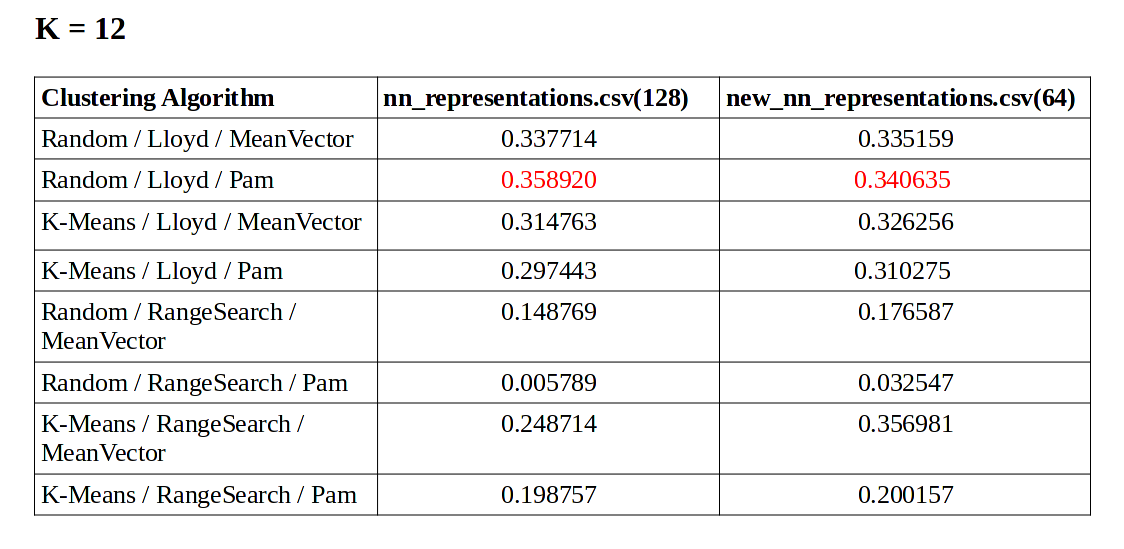 K = 12
Clustering Algorithm nn_representations.csv(128) new_nn_representations.csv(64)
Random / Lloyd / MeanVector 0.337714 0.335159
Random / Lloyd / Pam 0.358920 0.340635
K-Means / Lloyd / MeanVector 0.314763 0.326256
K-Means / Lloyd / Pam 0.297443 0.310275
Random / RangeSearch / 0.148769 0.176587
MeanVector
Random / RangeSearch / Pam 0.005789 0.032547
K-Means / RangeSearch / 0.248714 0.356981
MeanVector
K-Means / RangeSearch / Pam 0.198757 0.200157